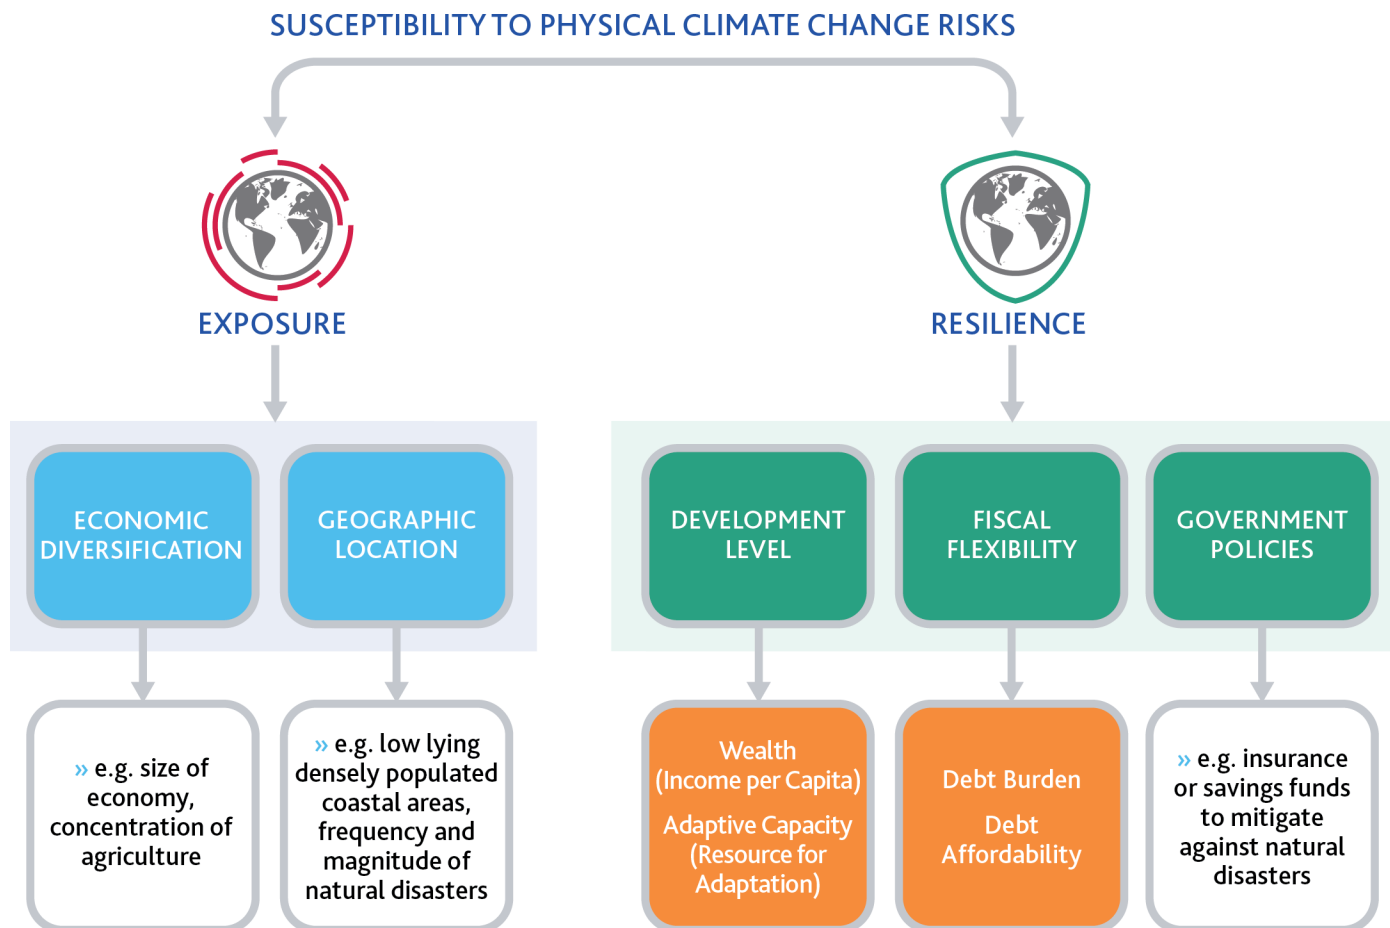 SUSCEPTIBILITY TO PHYSICAL CLIMATE CHANGE RISKS
EXPOSURE
RESILIENCE
ECONOMIC
DIVERSIFICATION
GEOGRAPHIC
LOCATION
DEVELOPMENT
LEVEL
FISCAL
FLEXIBILITY
GOVERNMENT
POLICIES
» e.g. size of
economy,
concentration of
agriculture
» e.g. low lying
densely populated
coastal areas,
frequency and
magnitude of
natural disasters
Wealth
(Income per Capita)
Adaptive Capacity
(Resource for
Adaptation)
Debt Burden
Debt
Affordability
» e.g. insurance
or savings funds
to mitigate
against natural
disasters